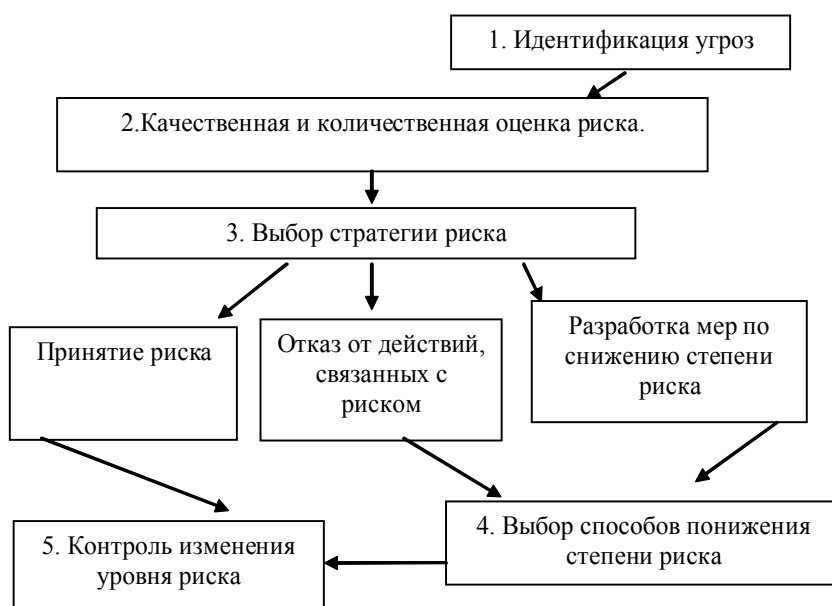 1. Идентификация угроз
2.Качественная и количественная оценка риска.
3. Выбор стратегии риска
Принятие риска
Отказ от действий,
связанных с
риском
Разработка мер по
снижению степени
риска
4. Выбор способов понижения
степени риска
5. Контроль изменения
уровня риска